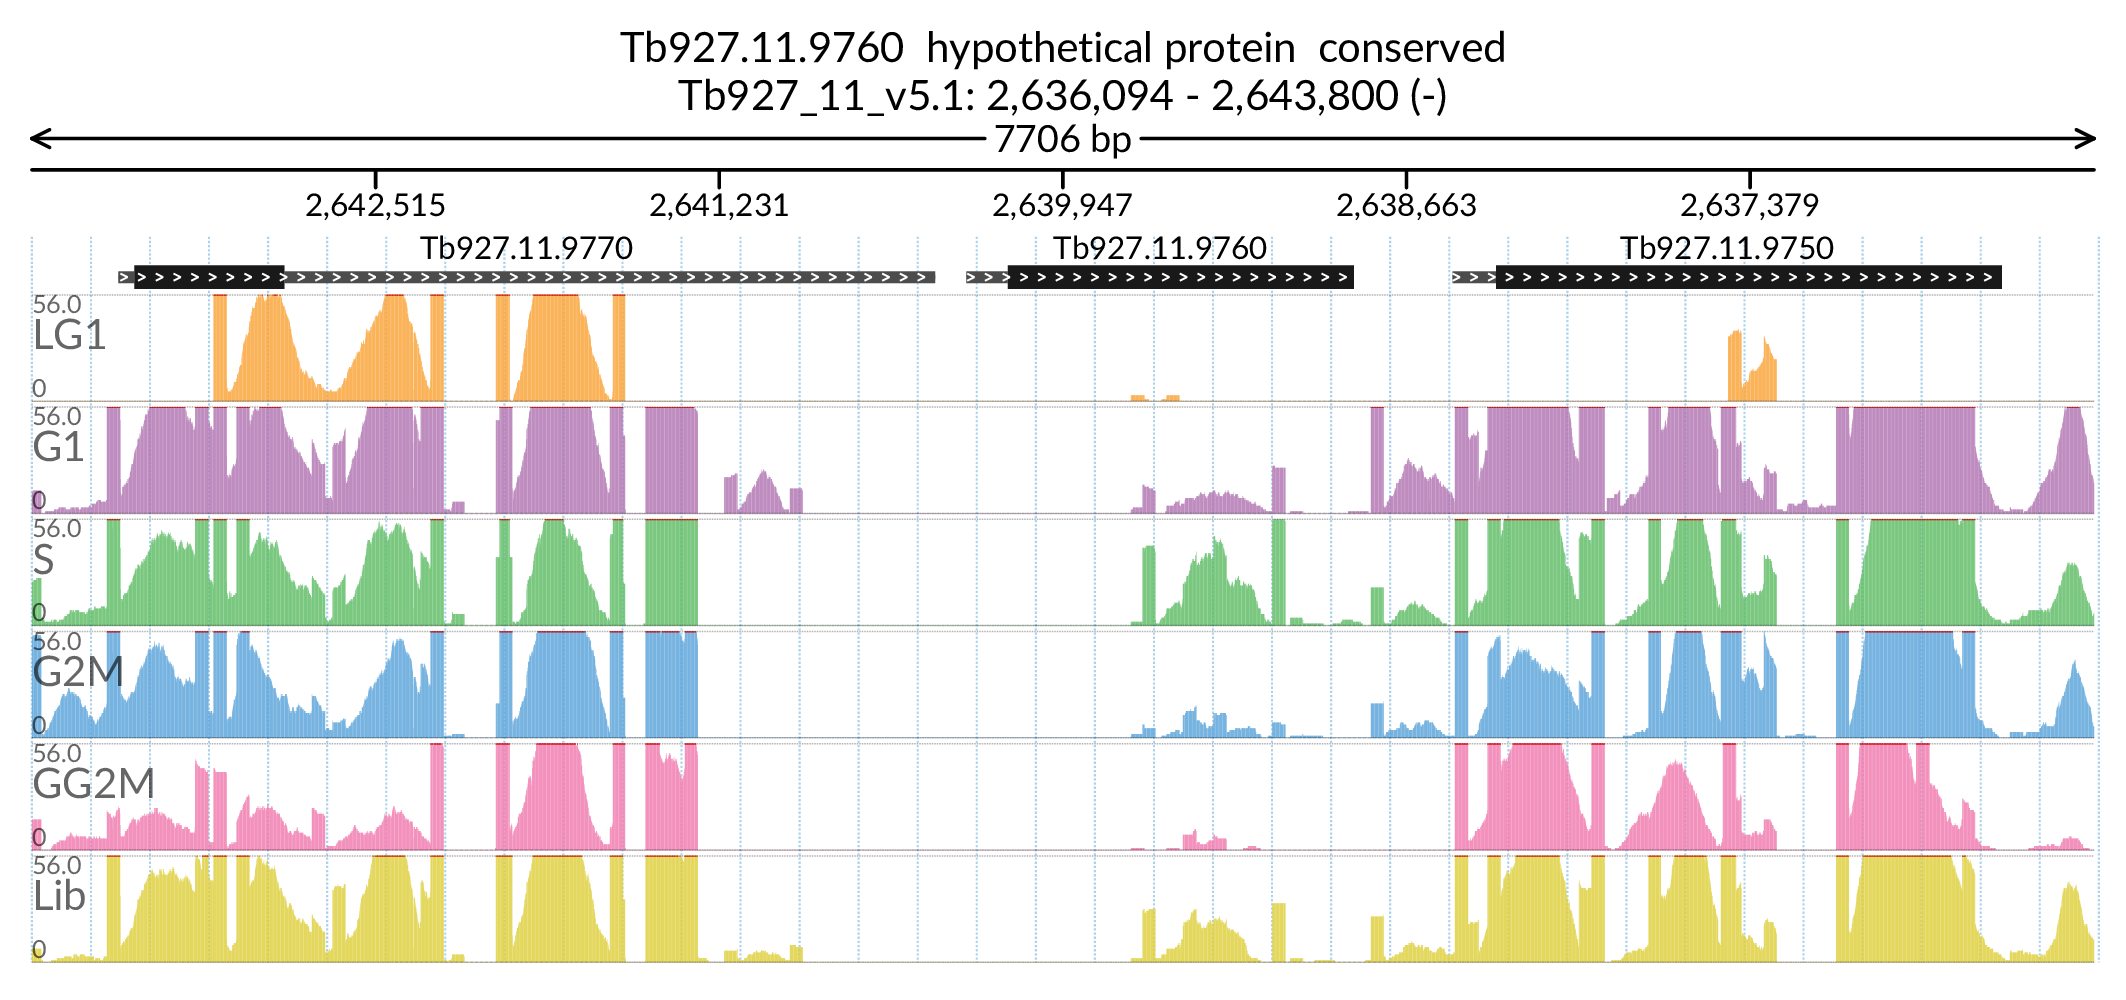 Tb927.11.9760  hypothetical protein  conserved
Tb927_11_v5.1: 2,636,094 - 2,643,800 (-)
7706 bp
2,642,515 2,641,231 2,639,947 2,638,663 2,637,379
Tb927.11.9770 Tb927.11.9760 Tb927.11.9750
56.0
LG1
0
56.0
G1
0
56.0
S
0
56.0
G2M
0
56.0
GG2M
0
56.0
Lib
0